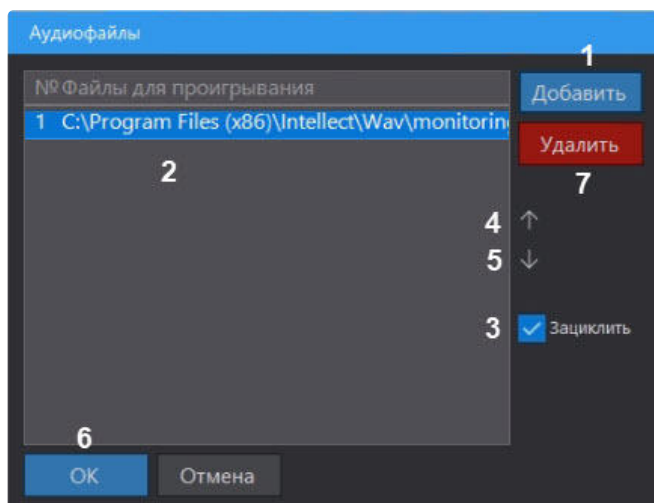 Аудиофайлы
1
№ Файлы для проигрывания
Добавить
1 C:\Program Files (x86)\Intellect\Wav\monitoring
Удалить
2
7
4 ↑
5 ↓
3 Зациклить
6
ОК Отмена